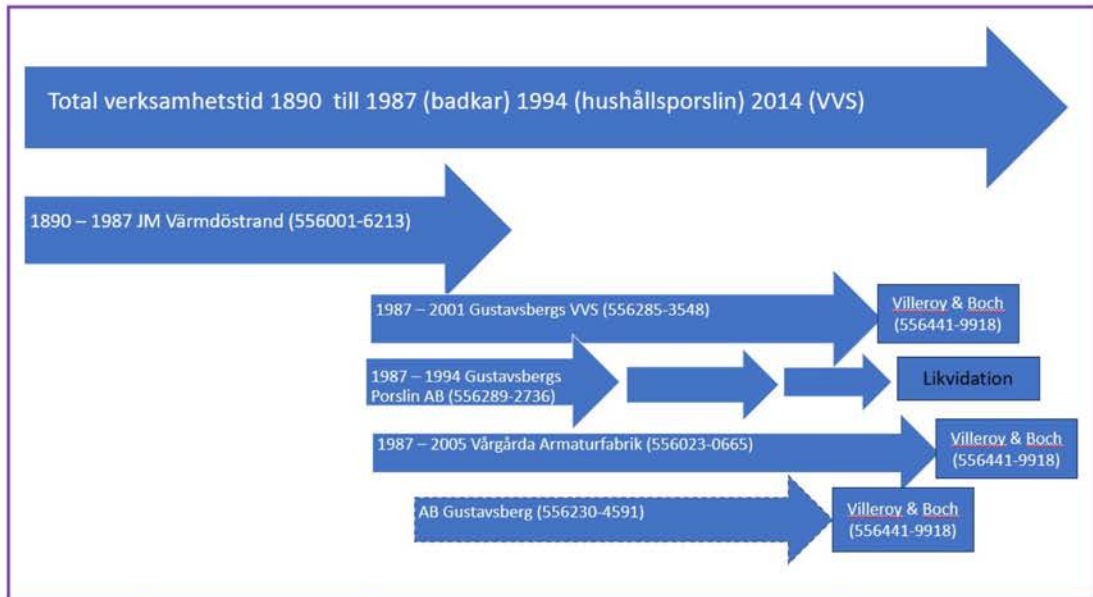 Total verksamhetstid 1890 till 1987 (badkar) 1994 (hushållsporslin) 2014 (VVS)
1890 – 1987 JM Värmdöstrand (556001-6213)
1987 – 2001 Gustavsbergs VVS (556285-3548)
Villeroy & Boch
(556441-9918)
1987 – 1994 Gustavsbergs
Porslin AB (556289-2736)
Likvidation
1987 – 2005 Vårgårda Armaturfabrik (556023-0665)
Villeroy & Boch
(556441-9918)
AB Gustavsberg (556230-4591)
Villeroy & Boch
(556441-9918)